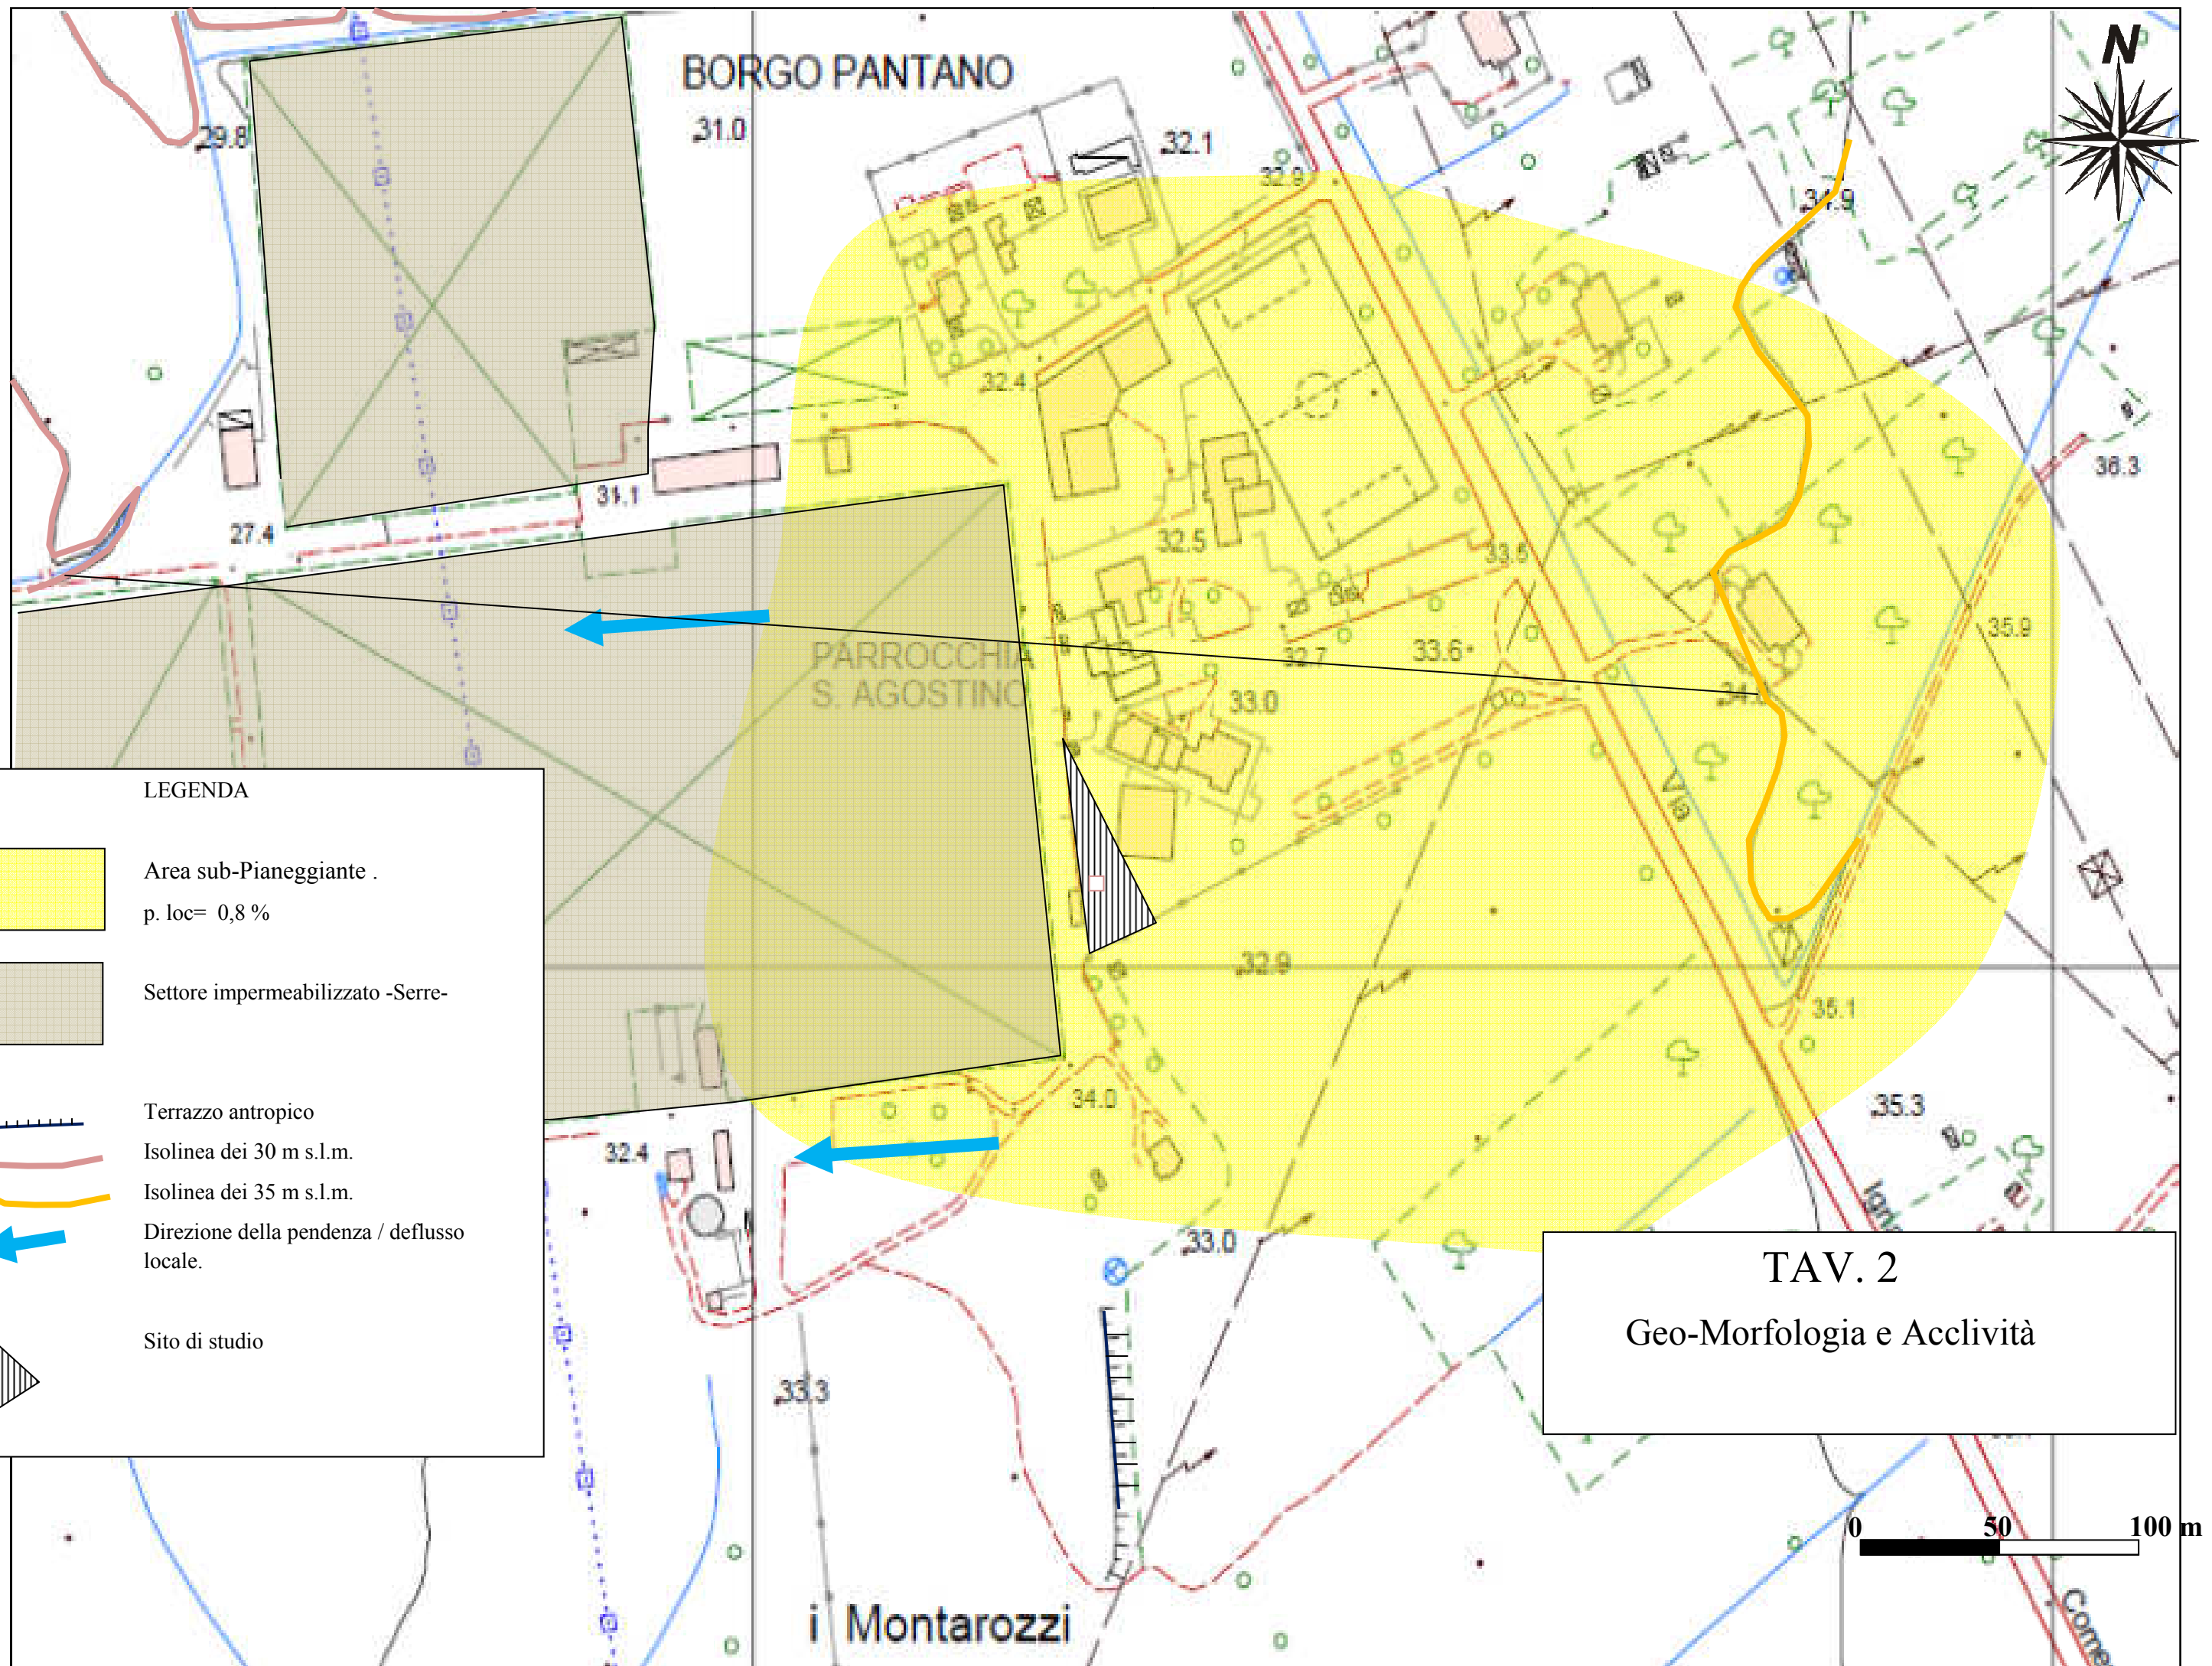 BORGO PANTANO
N
29.8
31.0
32.1
32.9
34.9
32.4
36.3
31.1
27.4
32.5
33.5
35.9
PARROCCHIA
S. AGOSTINO
32.7
33.6
33.0
Via
LEGENDA
Area sub-Pianeggiante .
p. loc= 0,8 %
Settore impermeabilizzato -Serre-
Terrazzo antropico
Isolinea dei 30 m s.l.m.
Isolinea dei 35 m s.l.m.
Direzione della pendenza / deflusso
locale.
Sito di studio
32.9
35.1
34.0
35.3
32.4
33.0
TAV. 2
Geo-Morfologia e Acclività
33.3
0 50 100 m
i Montarozzi